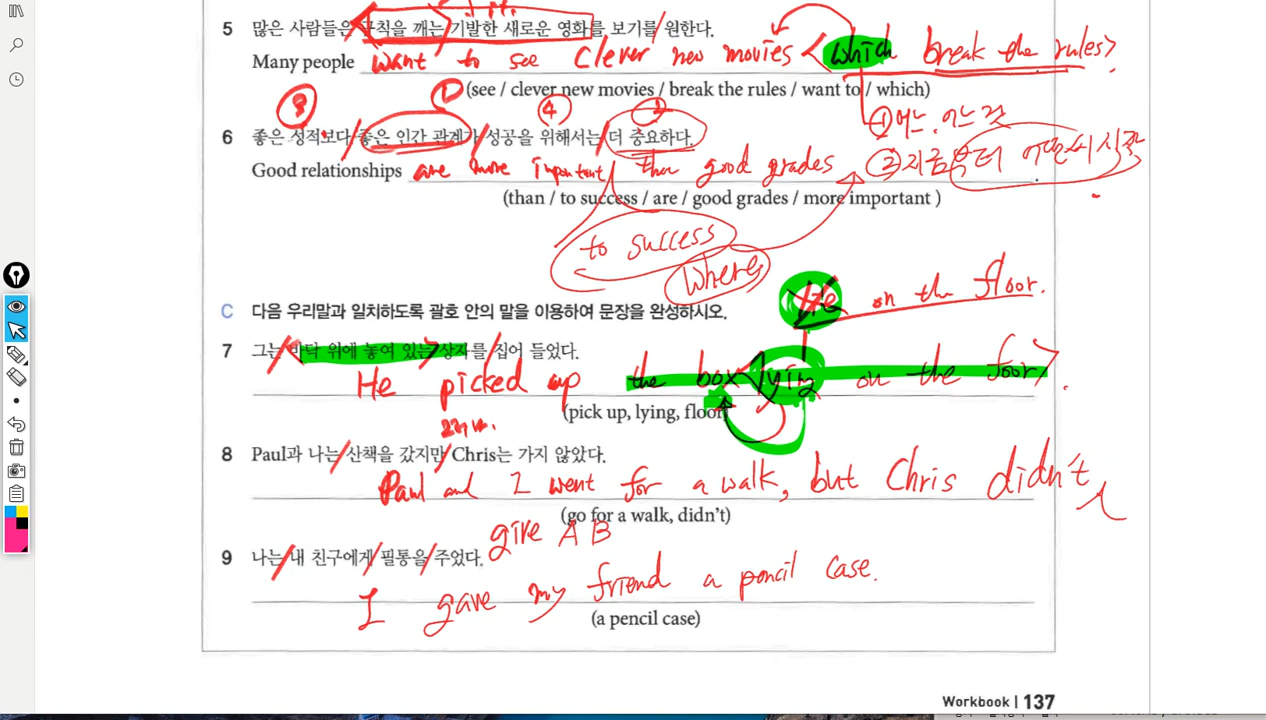 5 많은 사람들은 규칙을 깨는 기발한 새로운 영화를 보기를 원한다.
Many people want to see clever new movies <which break the rules>
(see / clever new movies / break the rules / want to / which)
① 어느, 어느 것
③ ① ④ ②
6 좋은 성적보다 좋은 인간 관계가 성공을 위해서는 더 중요하다.
Good relationships are more important than good grades
(than / to success / are / good grades / more important )
to success
where
lie on the floor.
C 다음 우리말과 일치하도록 괄호 안의 말을 이용하여 문장을 완성하시오.
7 그는 바닥 위에 놓여 있는 상자를 집어 들었다.
He picked up the box <lying on the foor>.
(pick up, lying, floor)
8 Paul과 나는 산책을 갔지만 Chris는 가지 않았다.
Paul and I went for a walk, but Chris didn't
(go for a walk, didn't)
give A B
9 나는 내 친구에게 필통을 주었다.
I gave my friend a pencil case.
(a pencil case)
Workbook | 137